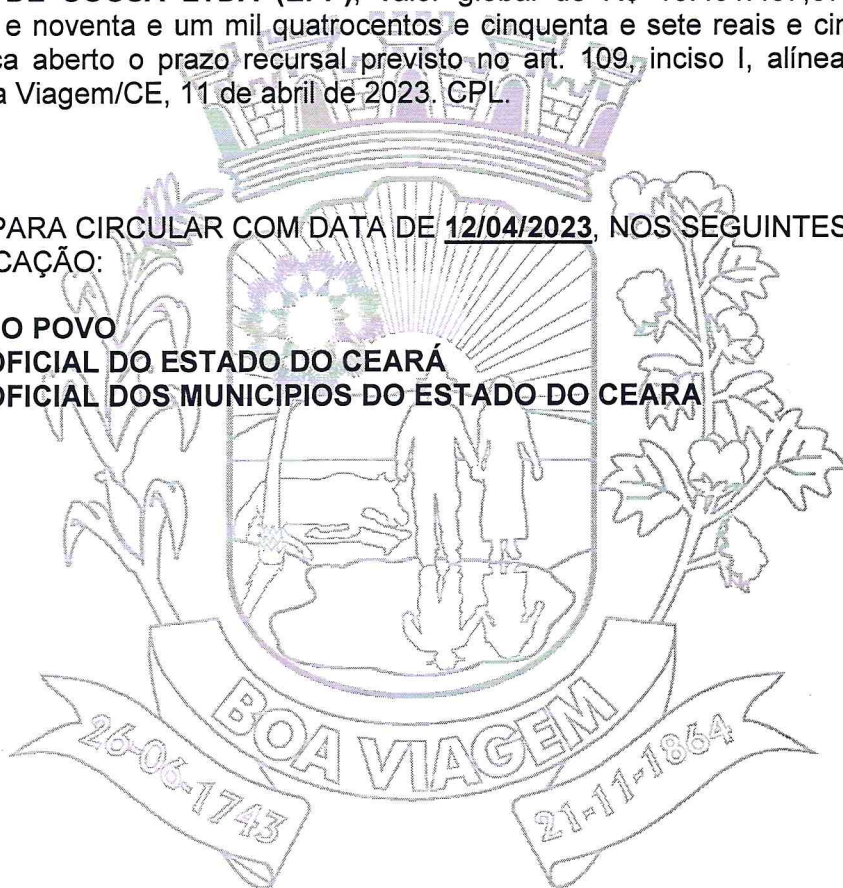 e noventa e um mil quatrocentos e cinquenta e sete reais e
aberto o prazo recursal previsto no art. 109, inciso I, alínea
Viagem/CE, 11 de abril de 2023. CPL.
PARA CIRCULAR COM DATA DE 12/04/2023, NOS SEGUINTES
CAÇÃO:
O POVO
OFICIAL DO ESTADO DO CEARÁ
OFICIAL DOS MUNICIPIOS DO ESTADO DO CEARA
BOA VIAGEM
26-06-1743
21-11-1864